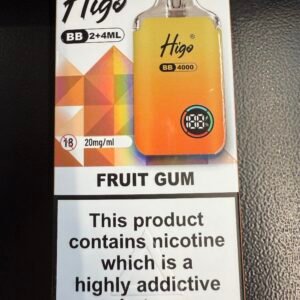 Higo
BB 2+4ML
Higo
BB 4000
88
%
18
20mg/ml
FRUIT GUM
This product
contains nicotine
which is a
highly addictive